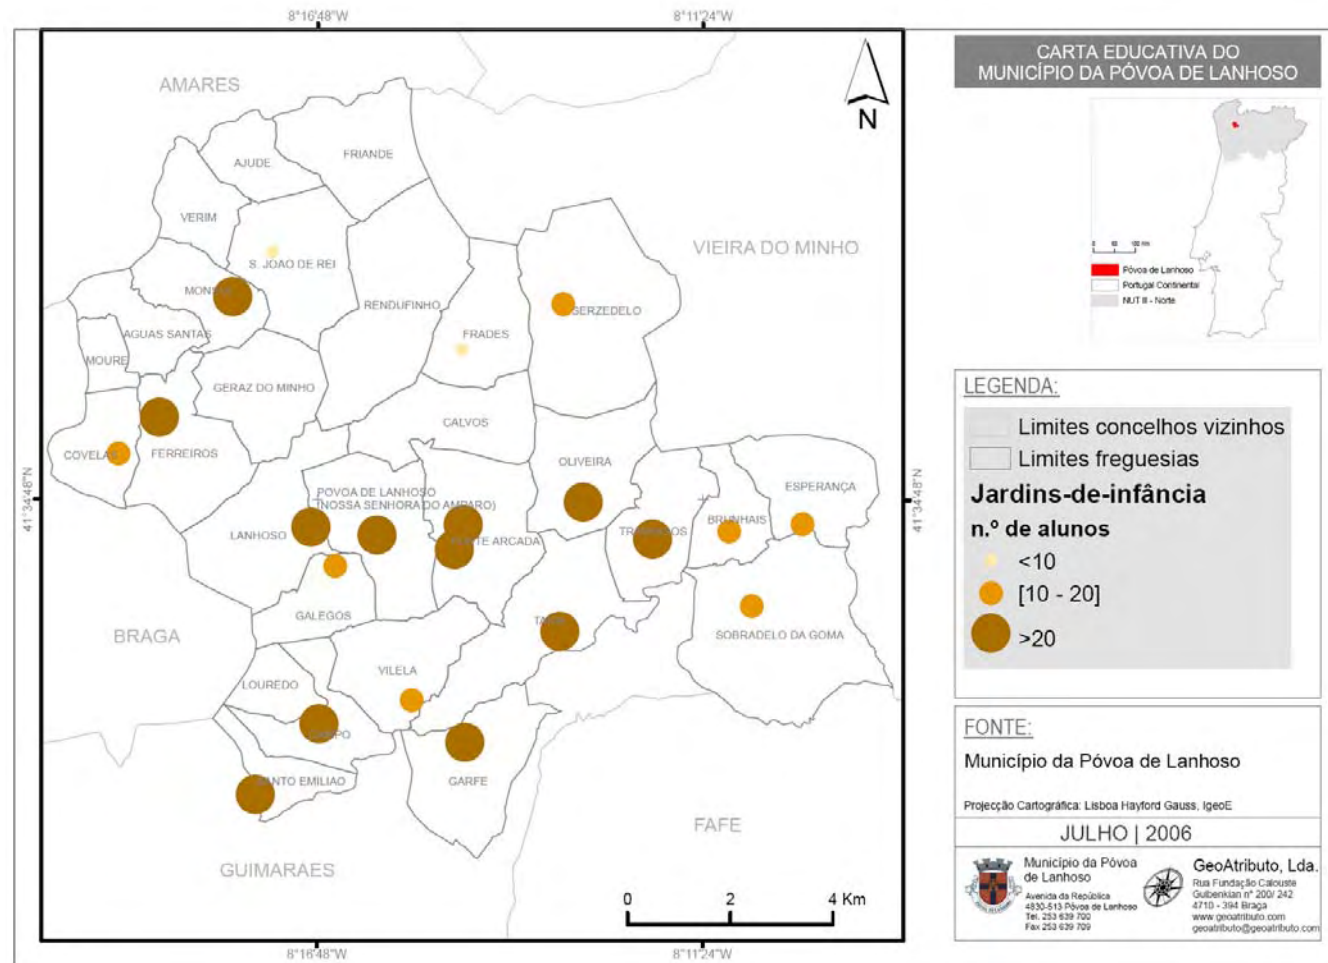 8°16'48"W
8°11'24"W
CARTA EDUCATIVA DO
MUNICÍPIO DA PÓVOA DE LANHOSO
AMARES
N
AJUDE
FRIANDE
VERIM
VIEIRA DO MINHO
S. JOAO DE REI
MONSUL
RENDUFINHO
SERZEDELO
AGUAS SANTAS
FRADES
MOURE
GERAZ DO MINHO
CALVOS
COVELAS
FERREIROS
OLIVEIRA
ESPERANÇA
POVOA DE LANHOSO
(NOSSA SENHORA DO AMPARO)
LANHOSO
BRUNHAIS
FONTE ARCADA
GALEGOS
BRAGA
SOBRADELO DA GOMA
VILELA
LOUREDO
CAMPO
SANTO EMILIAO
GARFE
FAFE
GUIMARAES
41°34'48"N
41°34'48"N
0 2 4 Km
8°16'48"W
8°11'24"W
Póvoa de Lanhoso
Portugal Continental
NUT III - Norte
LEGENDA:
Limites concelhos vizinhos
Limites freguesias
Jardins-de-infância
n.º de alunos
<10
[10 - 20]
>20
FONTE:
Município da Póvoa de Lanhoso
Projecção Cartográfica: Lisboa Hayford Gauss, IgeoE
JULHO | 2006
Município da Póvoa
de Lanhoso
Avenida da República
4830-513 Póvoa de Lanhoso
Tel. 253 639 700
Fax 253 639 709
GeoAtributo, Lda.
Rua Fundação Calouste
Gulbenkian nº 200/ 242
4710 - 394 Braga
www.geoatributo.com
geoatributo@geoatributo.com